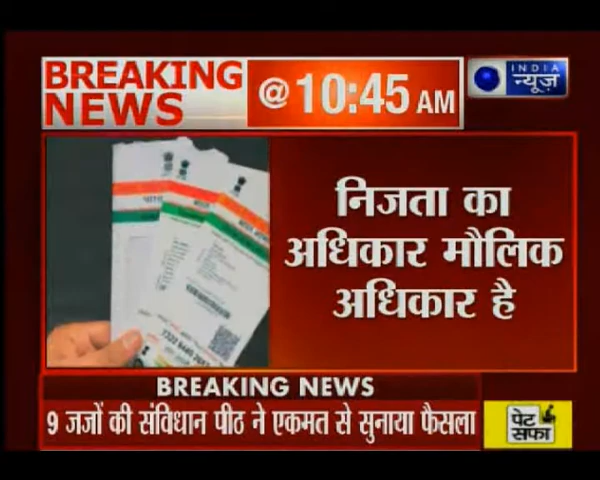 BREAKING
NEWS
@ 10:45 AM
INDIA
न्यूज़
निजता का
अधिकार मौलिक
अधिकार है
BREAKING NEWS
9 जजों की संविधान पीठ ने एकमत से सुनाया फैसला
पेट
सफा